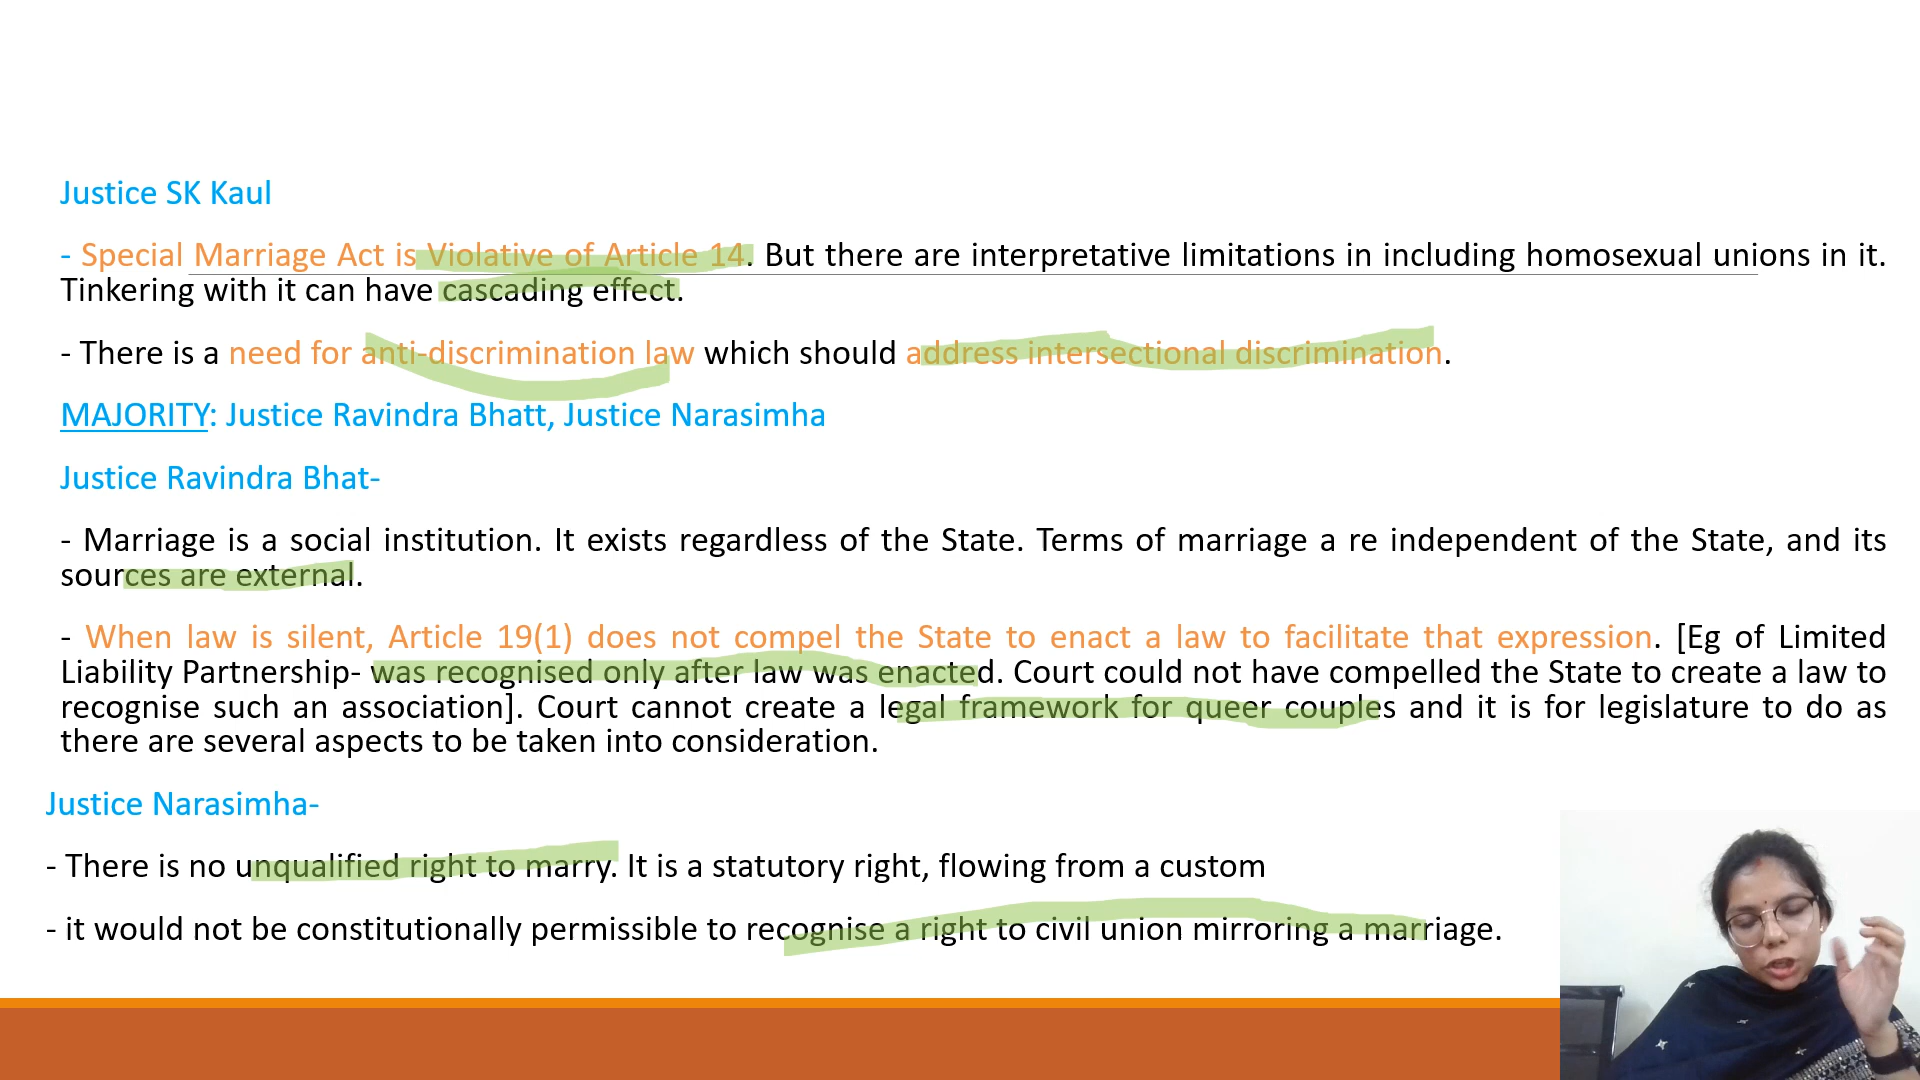 Justice SK Kaul
- Special Marriage Act is Violative of Article 14. But there are interpretative limitations in including homosexual unions in it.
Tinkering with it can have cascading effect.
- There is a need for anti-discrimination law which should address intersectional discrimination.
MAJORITY: Justice Ravindra Bhatt, Justice Narasimha
Justice Ravindra Bhat-
- Marriage is a social institution. It exists regardless of the State. Terms of marriage a re independent of the State, and its
sources are external.
- When law is silent, Article 19(1) does not compel the State to enact a law to facilitate that expression. [Eg of Limited
Liability Partnership- was recognised only after law was enacted. Court could not have compelled the State to create a law to
recognise such an association]. Court cannot create a legal framework for queer couples and it is for legislature to do as
there are several aspects to be taken into consideration.
Justice Narasimha-
- There is no unqualified right to marry. It is a statutory right, flowing from a custom
- it would not be constitutionally permissible to recognise a right to civil union mirroring a marriage.